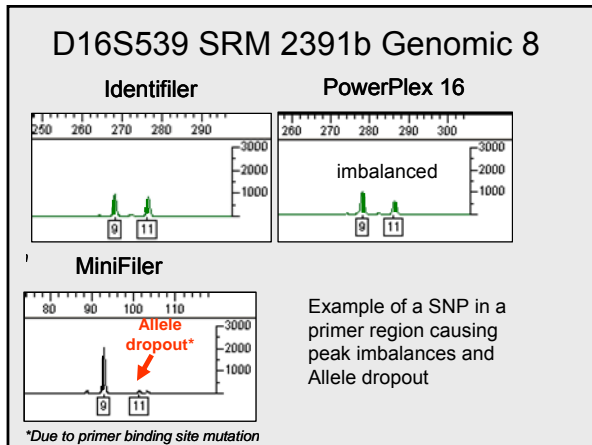 D16S539 SRM 2391b Genomic 8
Identifiler
250 260 270 280 290
3000
2000
1000
9 11
PowerPlex 16
260 270 280 290 300
imbalanced
3000
2000
1000
9 11
MiniFiler
80 90 100 110
Allele
dropout*
3000
2000
1000
9 11
Example of a SNP in a
primer region causing
peak imbalances and
Allele dropout
*Due to primer binding site mutation